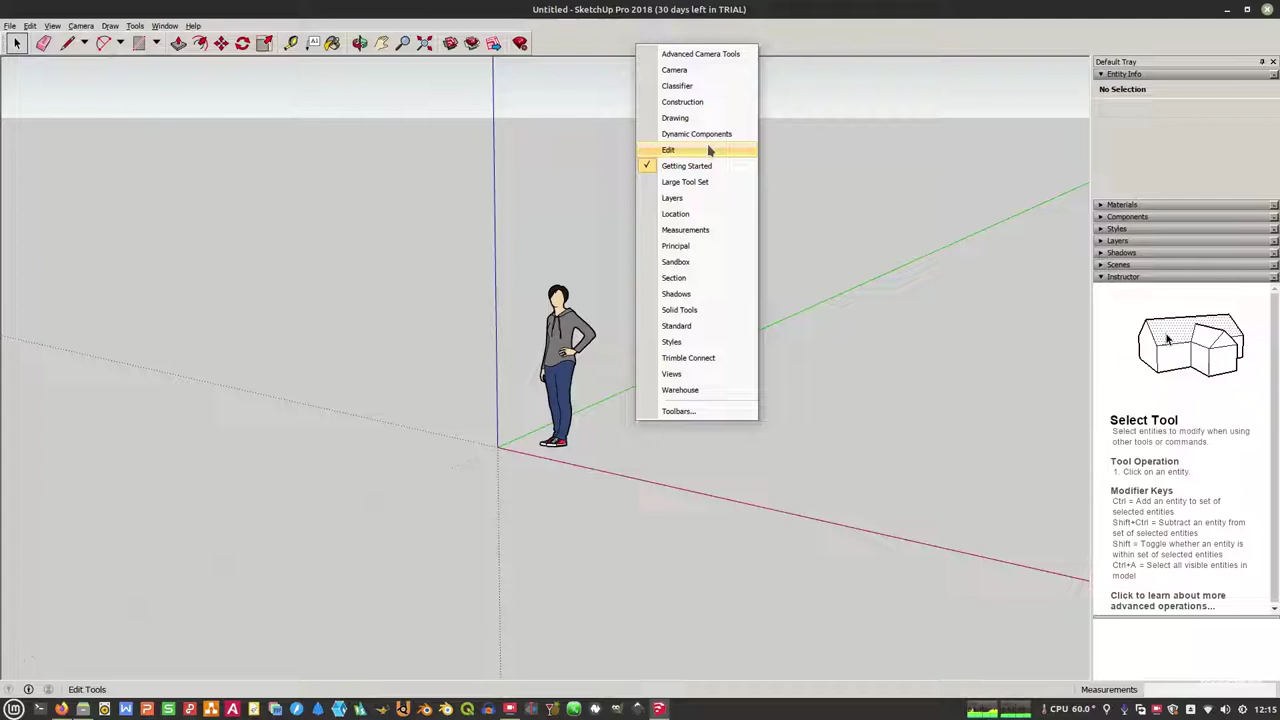 Untitled - SketchUp Pro 2018 (30 days left in TRIAL)
File Edit View Camera Draw Tools Window Help
A1
Advanced Camera Tools
Camera
Classifier
Construction
Drawing
Dynamic Components
Edit
Getting Started
Large Tool Set
Layers
Location
Measurements
Principal
Sandbox
Section
Shadows
Solid Tools
Standard
Styles
Trimble Connect
Views
Warehouse
Toolbars...
Default Tray
Entity Info
No Selection
Materials
Components
Styles
Layers
Shadows
Scenes
Instructor
Select Tool
Select entities to modify when using
other tools or commands.
Tool Operation
1. Click on an entity.
Modifier Keys
Ctrl = Add an entity to set of
selected entities
Shift+Ctrl = Subtract an entity from
set of selected entities
Shift = Toggle whether an entity is
within set of selected entities
Ctrl+A = Select all visible entities in
model
Click to learn about more
advanced operations...
Edit Tools
Measurements
CPU 60.0°
12:15